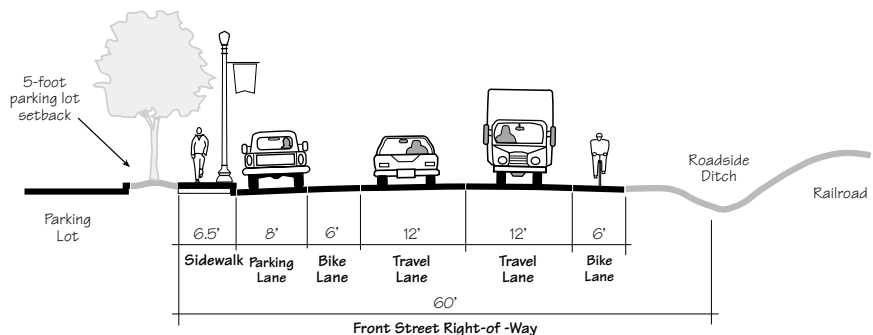 5-foot
parking lot
setback
Roadside
Ditch
Railroad
Parking
Lot
6.5’ 8’ 6’ 12’ 12’ 6’
Sidewalk Parking Lane Bike Lane Travel Lane Travel Lane Bike Lane
60’
Front Street Right-of -Way